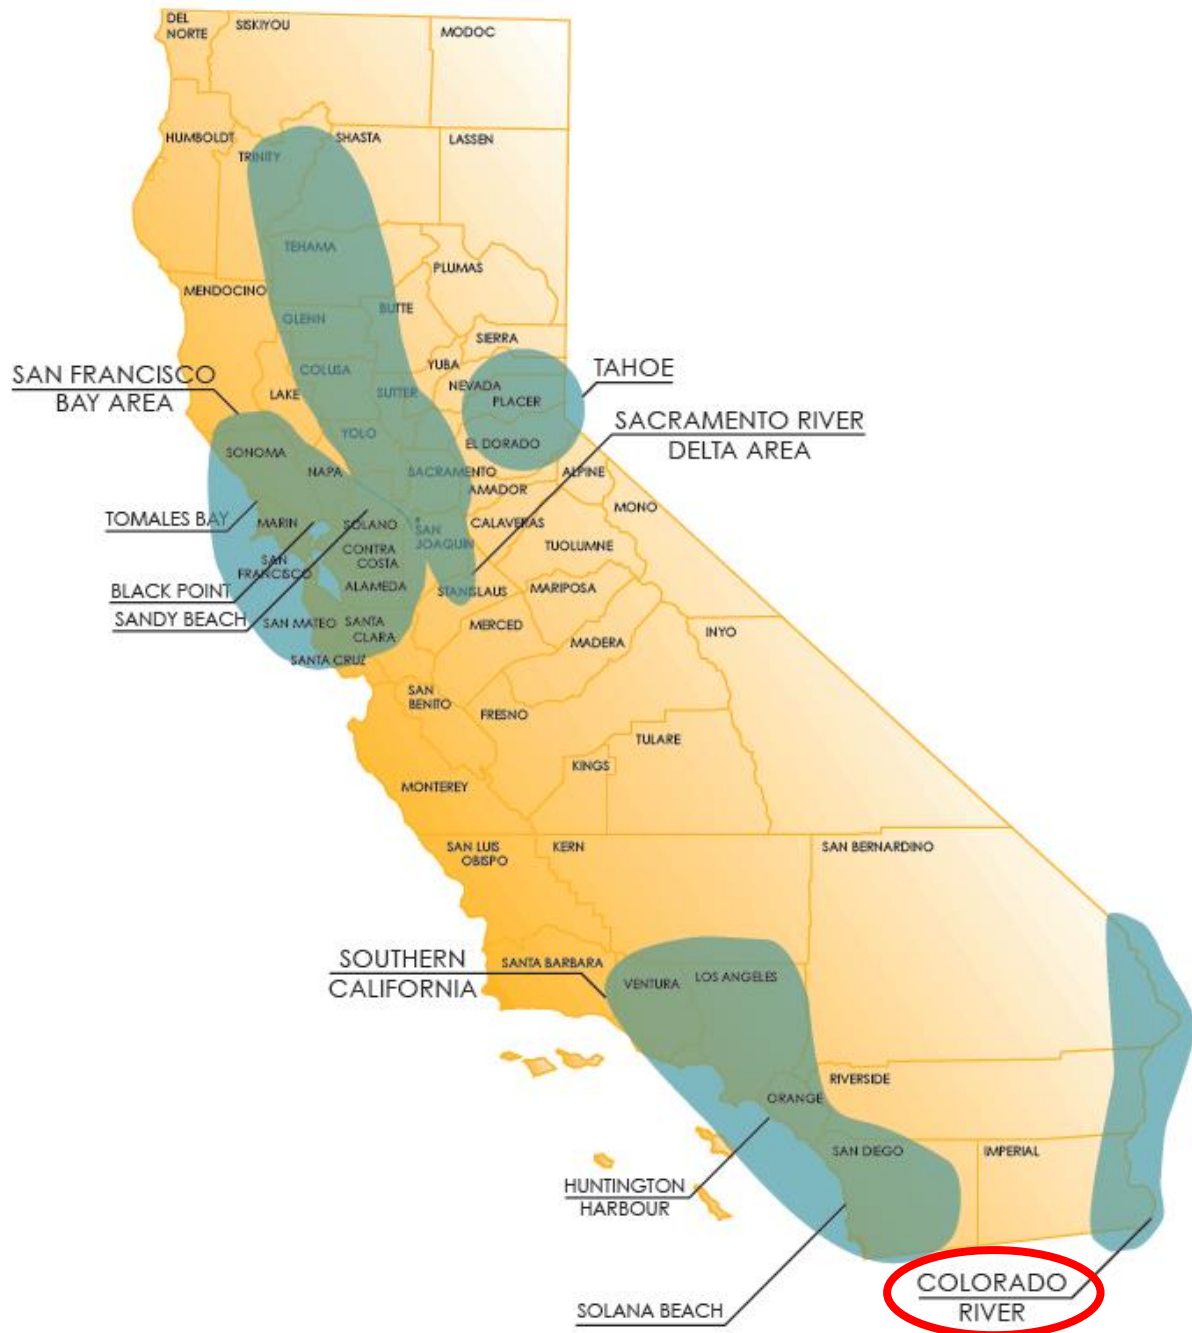 DEL
NORTE
SISKIYOU
MODOC
HUMBOLDT
TRINITY
SHASTA
LASSEN
TEHAMA
PLUMAS
MENDOCINO
GLENN
BUTTE
SIERRA
SAN FRANCISCO
BAY AREA
LAKE
COLUSA
YUBA
NEVADA
PLACER
TAHOE
SUTTER
SACRAMENTO RIVER
DELTA AREA
SONOMA
NAPA
YOLO
EL DORADO
SACRAMENTO
AMADOR
ALPINE
MONO
TOMALES BAY
MARIN
SOLANO
SAN
JOAQUIN
CALAVERAS
TUOLUMNE
CONTRA
COSTA
SAN
FRANCISCO
BLACK POINT
ALAMEDA
STANISLAUS
MARIPOSA
SANDY BEACH
SAN MATEO
SANTA
CLARA
MERCED
MADERA
INYO
SANTA CRUZ
SAN
BENITO
FRESNO
TULARE
KINGS
MONTEREY
SAN LUIS
OBISPO
KERN
SAN BERNARDINO
SOUTHERN
CALIFORNIA
SANTA BARBARA
VENTURA
LOS ANGELES
RIVERSIDE
ORANGE
SAN DIEGO
IMPERIAL
HUNTINGTON
HARBOUR
SOLANA BEACH
COLORADO
RIVER